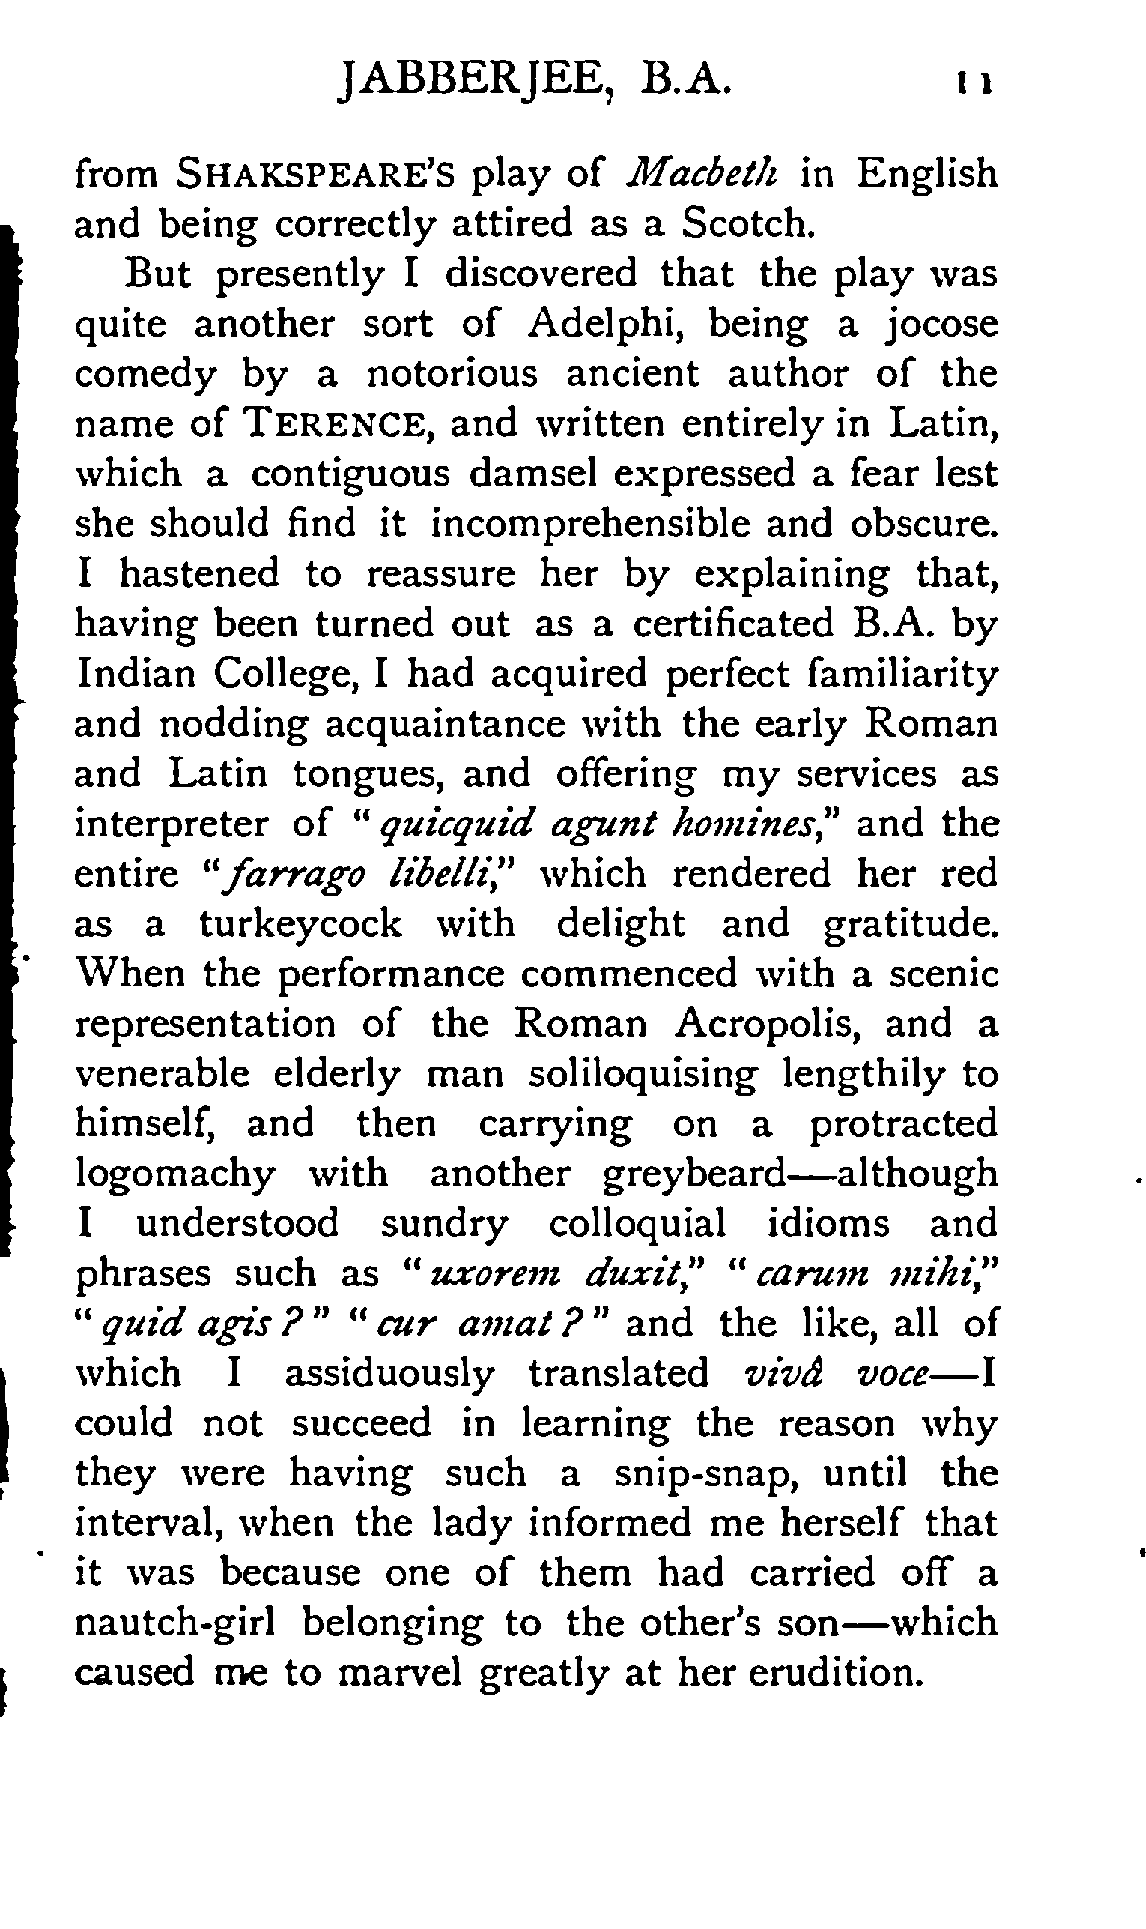 JABBERJEE, B.A. 11
from SHAKSPEARE'S play of Macbeth in English
and being correctly attired as a Scotch.
But presently I discovered that the play was
quite another sort of Adelphi, being a jocose
comedy by a notorious ancient author of the
name of TERENCE, and written entirely in Latin,
which a contiguous damsel expressed a fear lest
she should find it incomprehensible and obscure.
I hastened to reassure her by explaining that,
having been turned out as a certificated B.A. by
Indian College, I had acquired perfect familiarity
and nodding acquaintance with the early Roman
and Latin tongues, and offering my services as
interpreter of "quicquid agunt homines," and the
entire "farrago libelli," which rendered her red
as a turkeycock with delight and gratitude.
When the performance commenced with a scenic
representation of the Roman Acropolis, and a
venerable elderly man soliloquising lengthily to
himself, and then carrying on a protracted
logomachy with another greybeard—although
I understood sundry colloquial idioms and
phrases such as "uxorem duxit," "carum mihi,"
"quid agis?" "cur amat?" and the like, all of
which I assiduously translated vivâ voce—I
could not succeed in learning the reason why
they were having such a snip-snap, until the
interval, when the lady informed me herself that
it was because one of them had carried off a
nautch-girl belonging to the other's son—which
caused me to marvel greatly at her erudition.